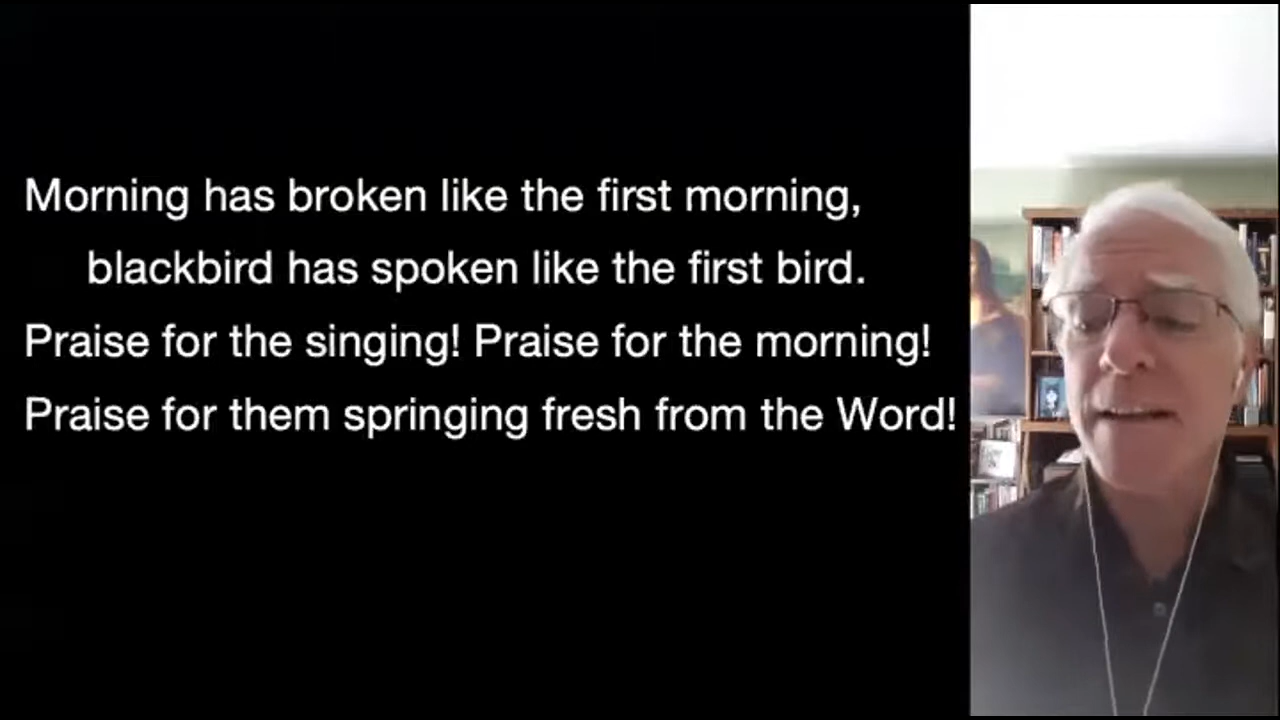 Morning has broken like the first morning,
blackbird has spoken like the first bird.
Praise for the singing! Praise for the morning!
Praise for them springing fresh from the Word!